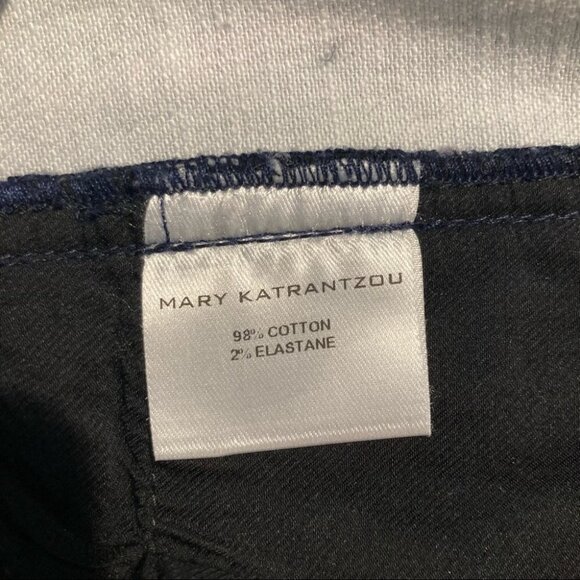 MARY KATRANTZOU
98% COTTON
2% ELASTANE